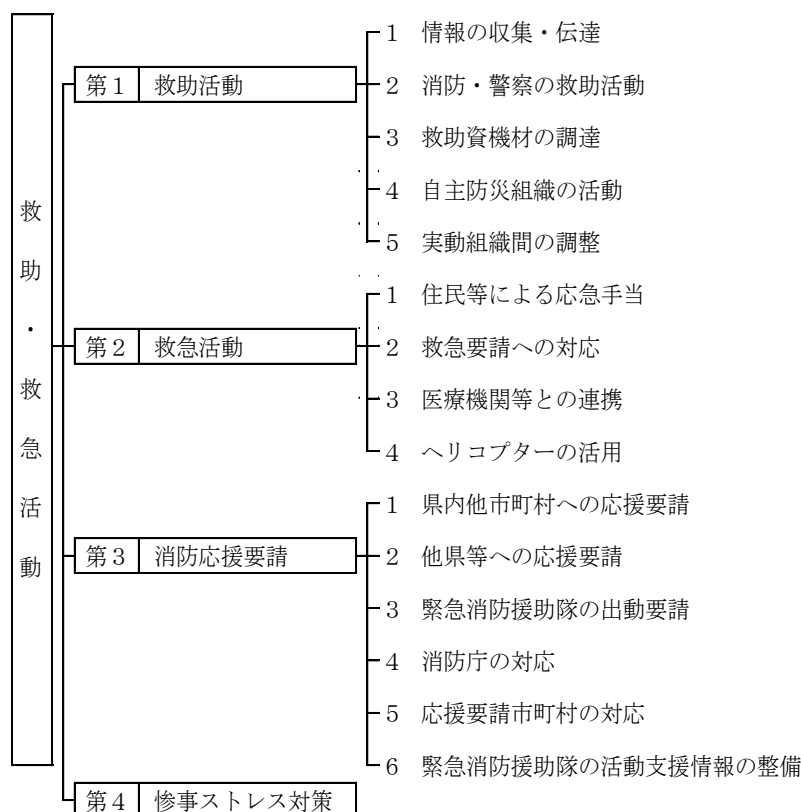 救助・救急活動
第1 救助活動
1 情報の収集・伝達
2 消防・警察の救助活動
3 救助資機材の調達
4 自主防災組織の活動
5 実動組織間の調整
第2 救急活動
1 住民等による応急手当
2 救急要請への対応
3 医療機関等との連携
4 ヘリコプターの活用
第3 消防応援要請
1 県内他市町村への応援要請
2 他県等への応援要請
3 緊急消防援助隊の出動要請
4 消防庁の対応
5 応援要請市町村の対応
6 緊急消防援助隊の活動支援情報の整備
第4 惨事ストレス対策